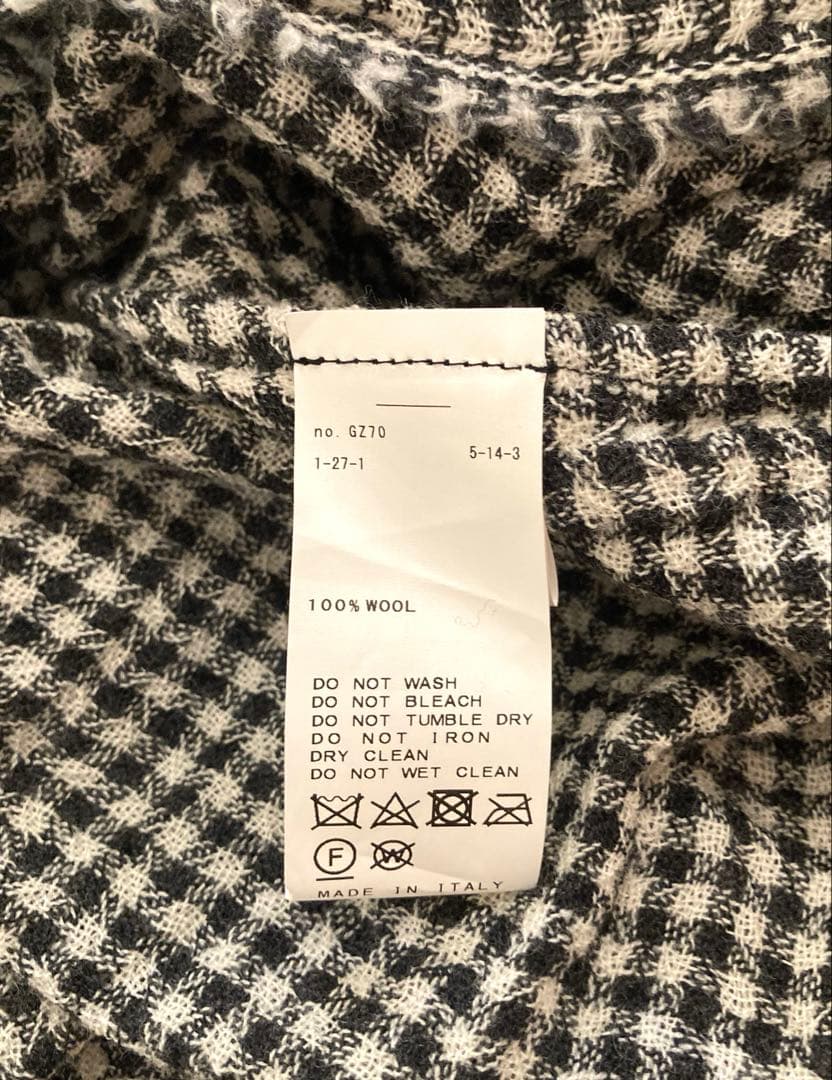 no. GZ70
1-27-1 5-14-3
100% WOOL
DO NOT WASH
DO NOT BLEACH
DO NOT TUMBLE DRY
DO NOT IRON
DRY CLEAN
DO NOT WET CLEAN
F W
MADE IN ITALY